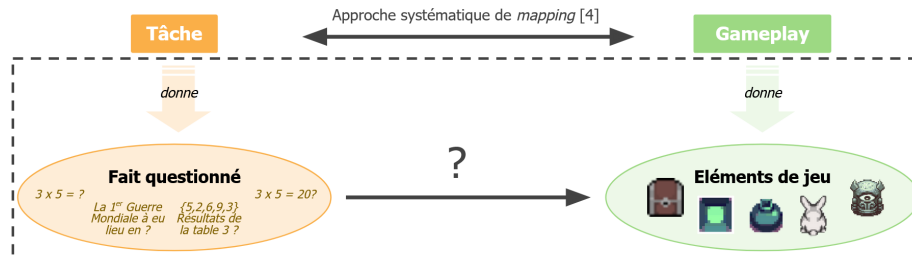 Approche systématique de mapping [4]
Tâche
Gameplay
donne
donne
?
Fait questionné
3 x 5 = ?
3 x 5 = 20?
La 1er Guerre
Mondiale à eu
lieu en ?
{5,2,6,9,3}
Résultats de
la table 3 ?
Eléments de jeu